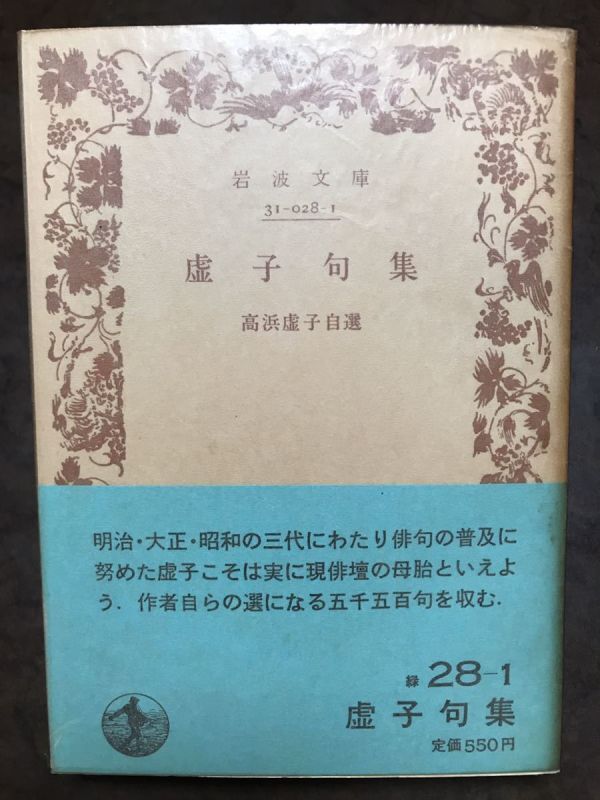 岩波文庫
31-028-1
虚子句集
高浜虚子自選
明治・大正・昭和の三代にわたり俳句の普及に
努めた虚子こそは実に現俳壇の母胎といえよ
う．作者自らの選になる五千五百句を収む．
緑 28-1
虚子句集
定価550円